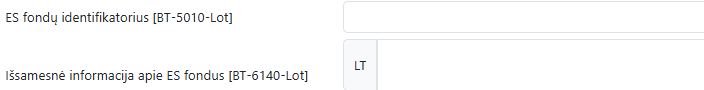 ES fondų identifikatorius [BT-5010-Lot]
LT
Išsamesnė informacija apie ES fondus [BT-6140-Lot]